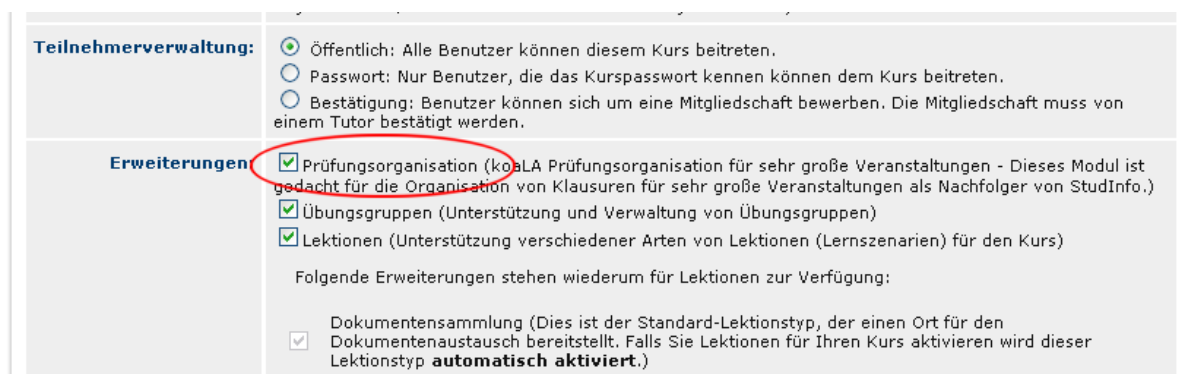 Teilnehmerverwaltung:
Öffentlich: Alle Benutzer können diesem Kurs beitreten.
Passwort: Nur Benutzer, die das Kurspasswort kennen können dem Kurs beitreten.
Bestätigung: Benutzer können sich um eine Mitgliedschaft bewerben. Die Mitgliedschaft muss von
einem Tutor bestätigt werden.
Erweiterungen:
Prüfungsorganisation (koaLA Prüfungsorganisation für sehr große Veranstaltungen - Dieses Modul ist
gedacht für die Organisation von Klausuren für sehr große Veranstaltungen als Nachfolger von StudInfo.)
Übungsgruppen (Unterstützung und Verwaltung von Übungsgruppen)
Lektionen (Unterstützung verschiedener Arten von Lektionen (Lernszenarien) für den Kurs)
Folgende Erweiterungen stehen wiederum für Lektionen zur Verfügung:
Dokumentensammlung (Dies ist der Standard-Lektionstyp, der einen Ort für den
Dokumentenaustausch bereitstellt. Falls Sie Lektionen für Ihren Kurs aktivieren wird dieser
Lektionstyp automatisch aktiviert.)